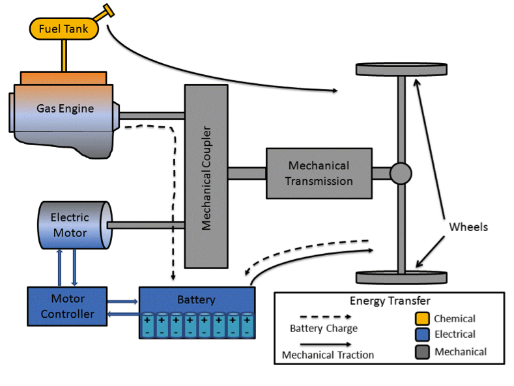 Fuel Tank
Gas Engine
Mechanical Coupler
Mechanical
Transmission
Electric
Motor
Wheels
Motor
Controller
Battery
+ + + + + + + +
- - - - - - - -
Energy Transfer
Battery Charge
Mechanical Traction
Chemical
Electrical
Mechanical